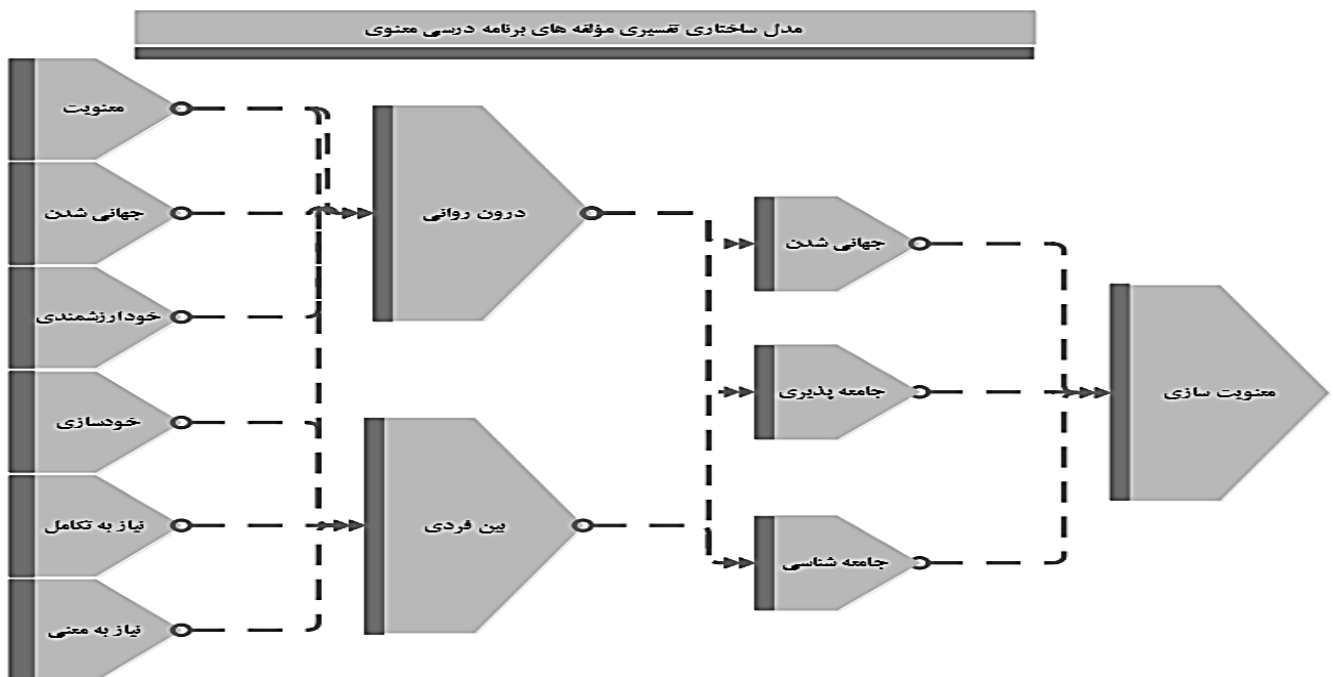 مدل ساختاری تفسیری مؤلفه های برنامه درسی معنوی
معنویت
جهانی شدن
خودارزشمندی
خودسازی
نیاز به تکامل
نیاز به معنی
درون روانی
بین فردی
جهانی شدن
جامعه پذیری
جامعه شناسی
معنویت سازی